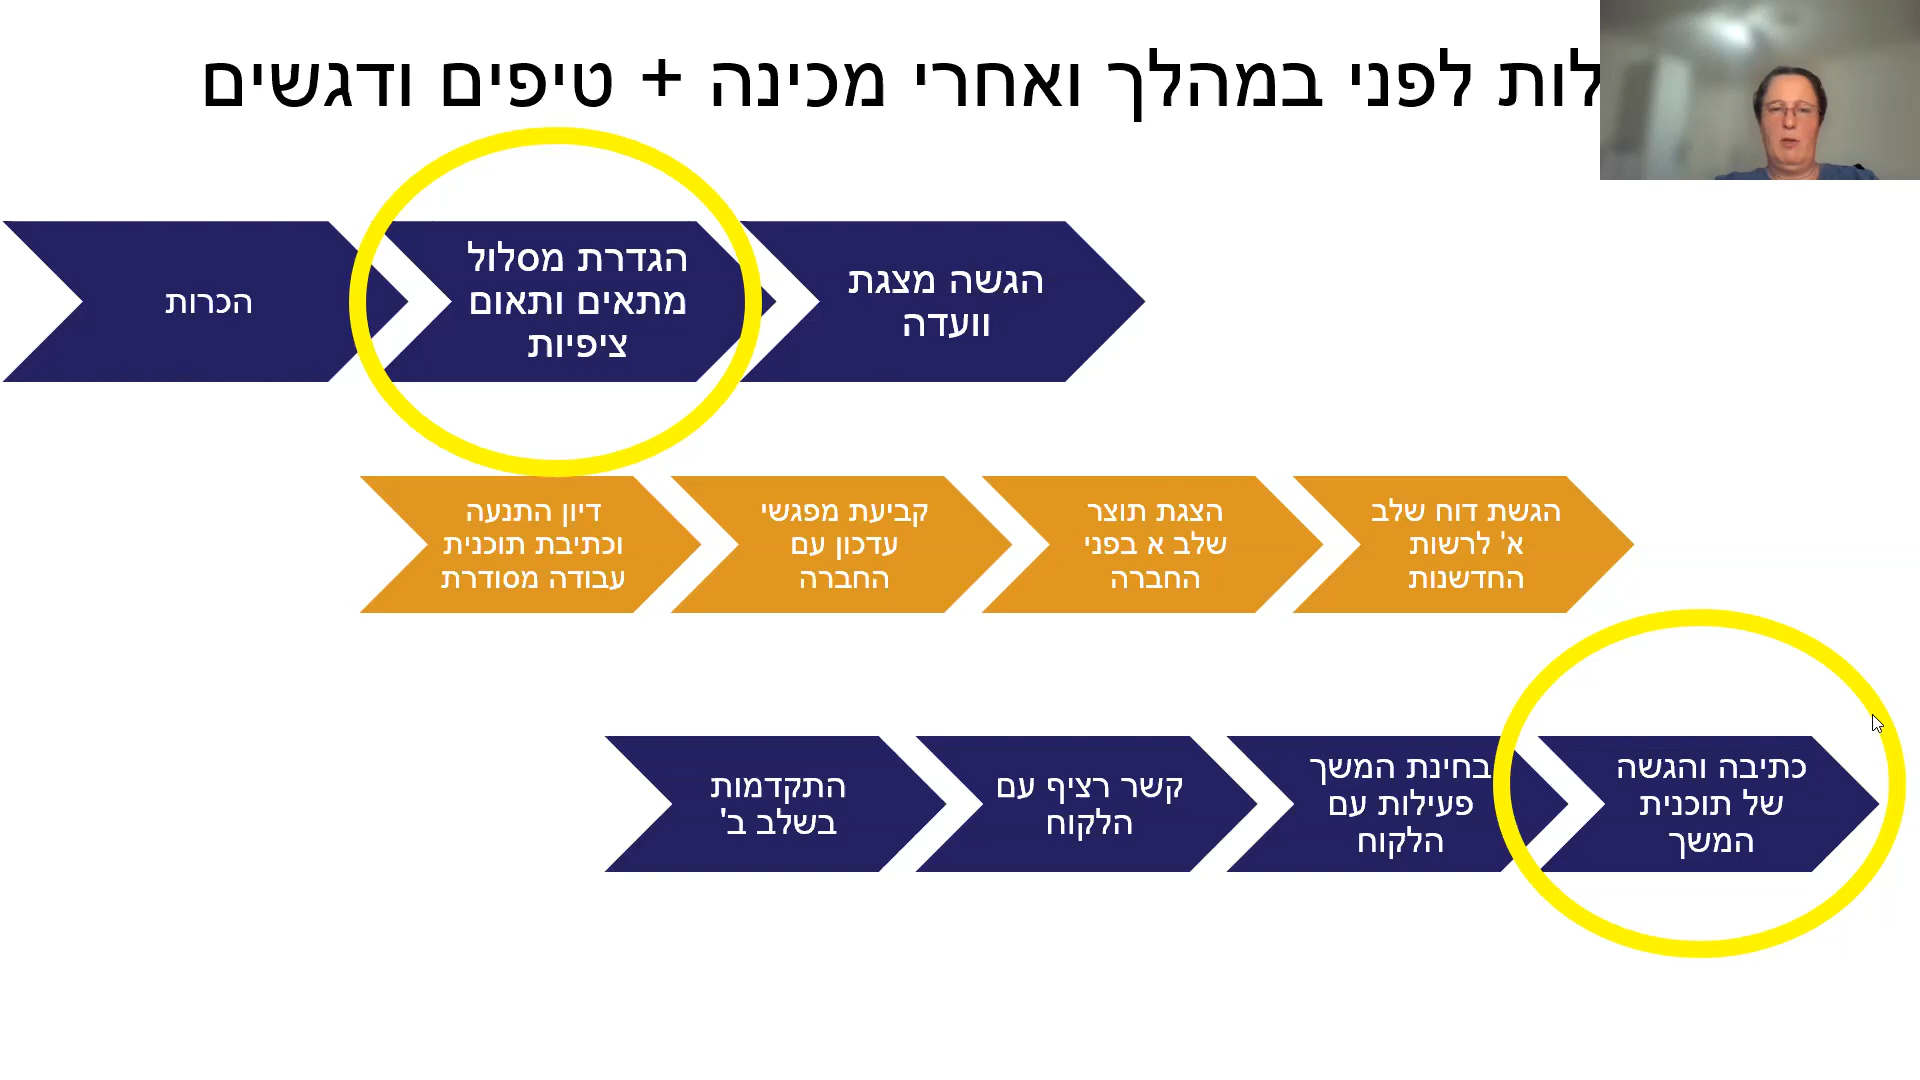 לות לפני במהלך ואחרי מכינה + טיפים ודגשים
הכרות
הגדרת מסלול
מתאים ותאום
ציפיות
הגשה מצגת
וועדה
דיון התנעה
וכתיבת תוכנית
עבודה מסודרת
קביעת מפגשי
עדכון עם
החברה
הצגת תוצר
שלב א בפני
החברה
הגשת דוח שלב
א' לרשות
החדשנות
התקדמות
בשלב ב'
קשר רציף עם
הלקוח
בחינת המשך
פעילות עם
הלקוח
כתיבה והגשה
של תוכנית
המשך